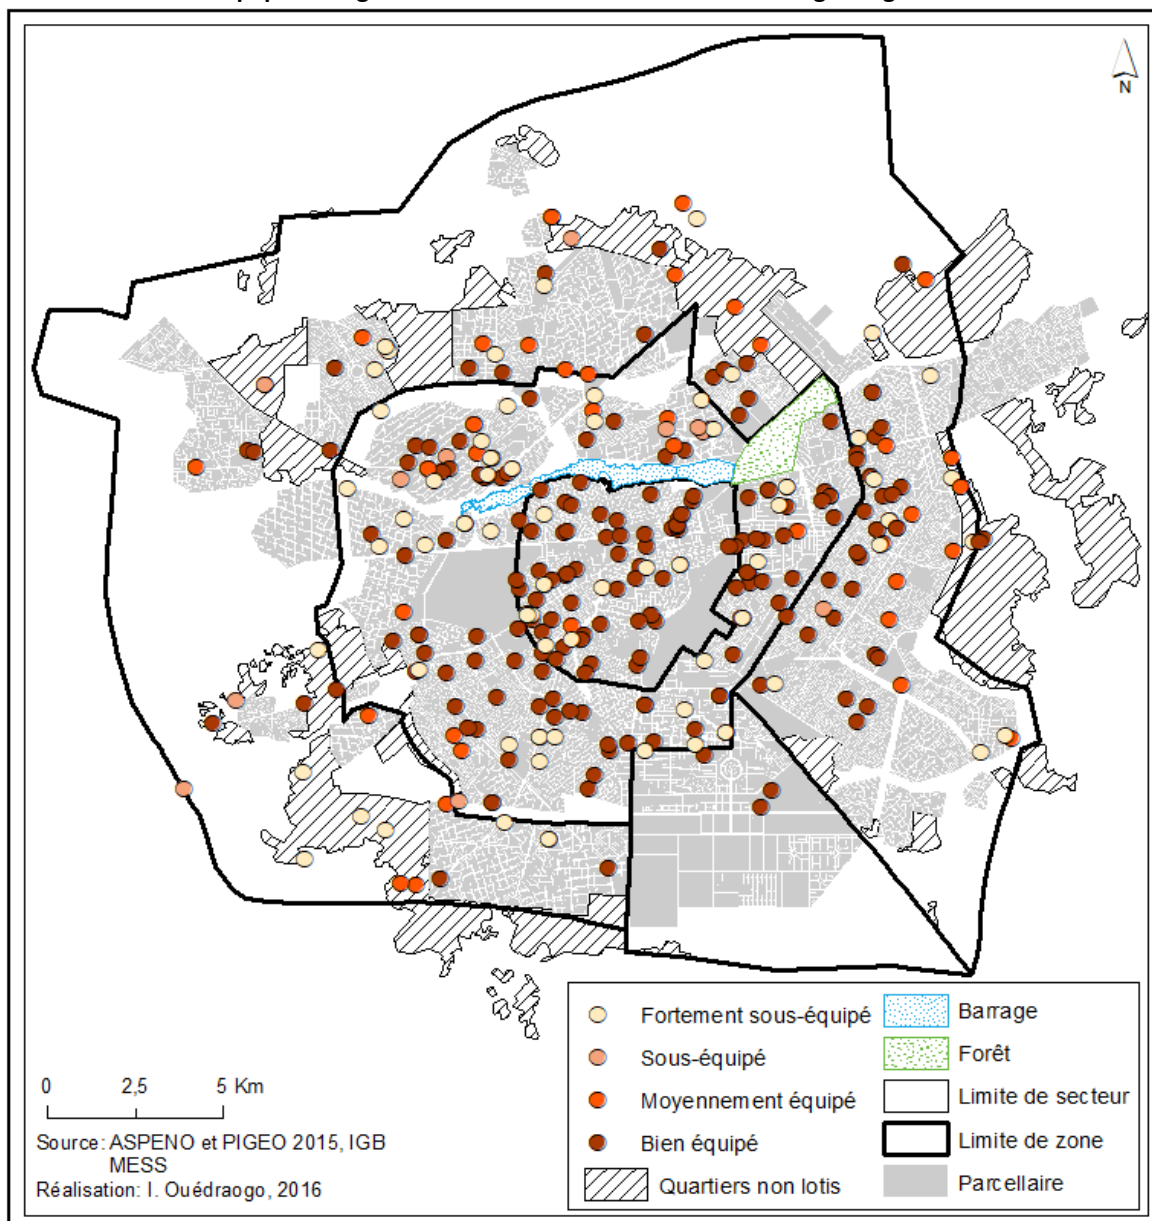 N
Fortement sous-équipé
Sous-équipé
Moyennement équipé
Bien équipé
Quartiers non lotis
Barrage
Forêt
Limite de secteur
Limite de zone
Parcellaire
0 2,5 5 Km
Source: ASPENO et PIGEO 2015, IGB
MESS
Réalisation: I. Ouédraogo, 2016